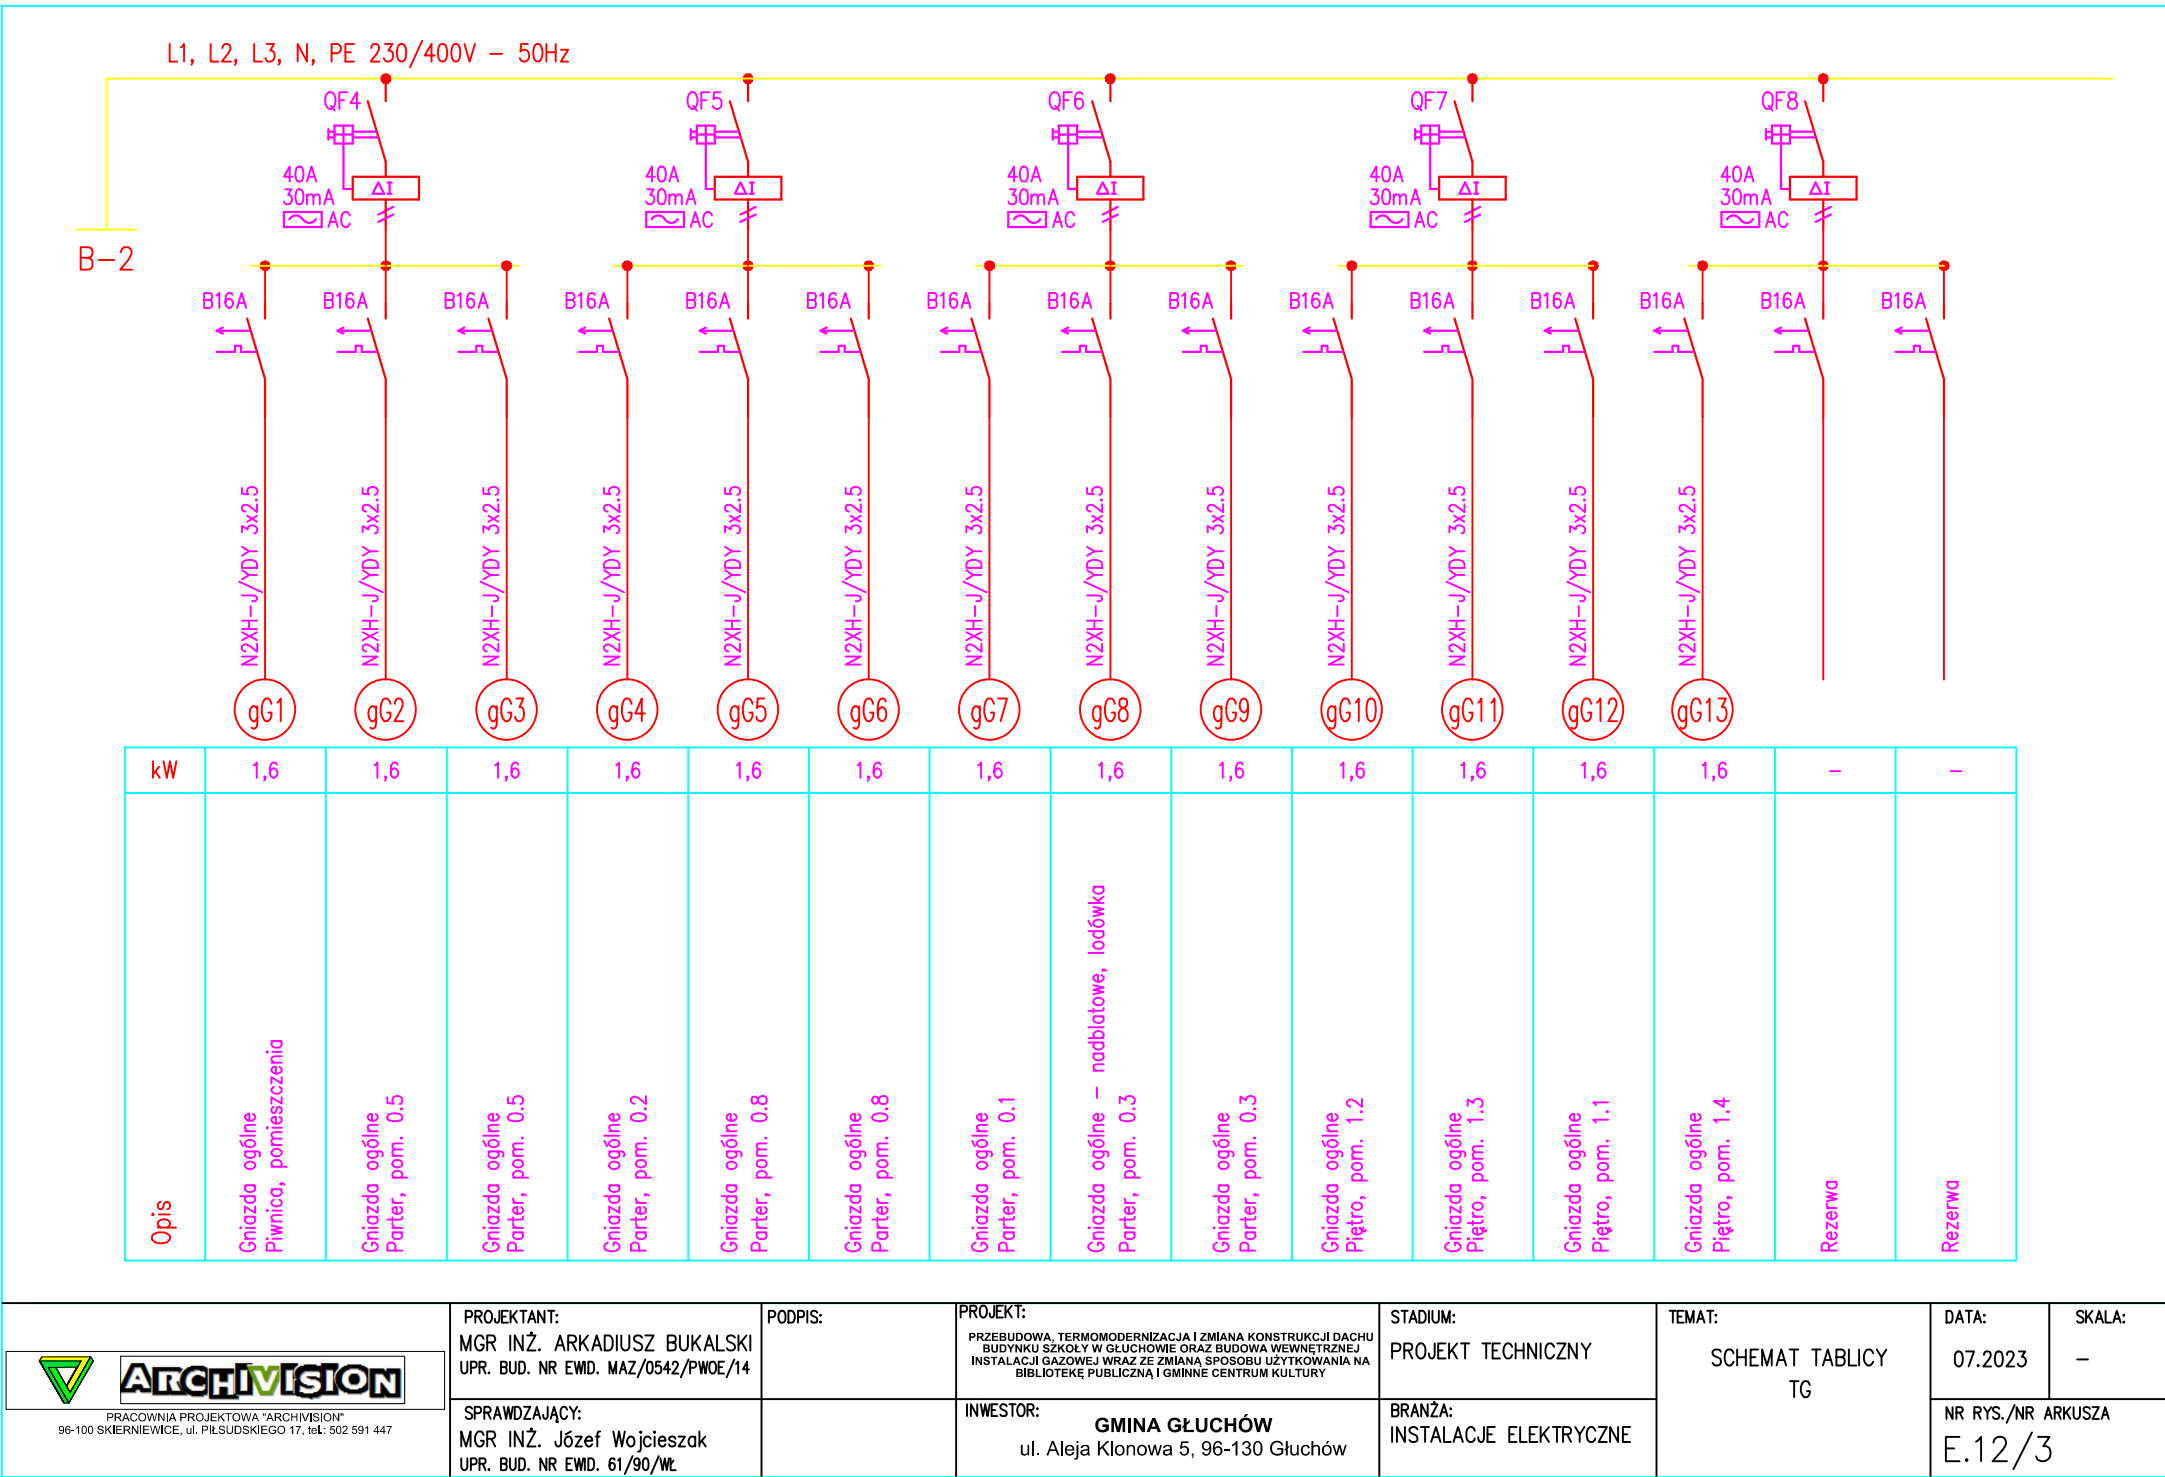 L1, L2, L3, N, PE 230/400V – 50Hz
QF4
QF5
QF6
QF7
QF8
40A
30mA
AC
ΔI
40A
30mA
AC
ΔI
40A
30mA
AC
ΔI
40A
30mA
AC
ΔI
40A
30mA
AC
ΔI
B–2
B16A B16A B16A B16A B16A B16A B16A B16A B16A B16A B16A B16A B16A B16A B16A
N2XH–J/YDY 3x2.5
N2XH–J/YDY 3x2.5
N2XH–J/YDY 3x2.5
N2XH–J/YDY 3x2.5
N2XH–J/YDY 3x2.5
N2XH–J/YDY 3x2.5
N2XH–J/YDY 3x2.5
N2XH–J/YDY 3x2.5
N2XH–J/YDY 3x2.5
N2XH–J/YDY 3x2.5
N2XH–J/YDY 3x2.5
N2XH–J/YDY 3x2.5
N2XH–J/YDY 3x2.5
gG1 gG2 gG3 gG4 gG5 gG6 gG7 gG8 gG9 gG10 gG11 gG12 gG13
kW 1,6 1,6 1,6 1,6 1,6 1,6 1,6 1,6 1,6 1,6 1,6 1,6 1,6 – –
Opis
Gniazda ogólne
Piwnica, pomieszczenia
Gniazda ogólne
Parter, pom. 0.5
Gniazda ogólne
Parter, pom. 0.5
Gniazda ogólne
Parter, pom. 0.2
Gniazda ogólne
Parter, pom. 0.8
Gniazda ogólne
Parter, pom. 0.8
Gniazda ogólne
Parter, pom. 0.1
Gniazda ogólne – nadblatowe, lodówka
Parter, pom. 0.3
Gniazda ogólne
Parter, pom. 0.3
Gniazda ogólne
Piętro, pom. 1.2
Gniazda ogólne
Piętro, pom. 1.3
Gniazda ogólne
Piętro, pom. 1.1
Gniazda ogólne
Piętro, pom. 1.4
Rezerwa
Rezerwa
ARCHIVISION
PRACOWNIA PROJEKTOWA "ARCHIVISION"
96-100 SKIERNIEWICE, ul. PIŁSUDSKIEGO 17, tel.: 502 591 447
PROJEKTANT:
MGR INŻ. ARKADIUSZ BUKALSKI
UPR. BUD. NR EWID. MAZ/0542/PWOE/14
SPRAWDZAJĄCY:
MGR INŻ. Józef Wojcieszak
UPR. BUD. NR EWID. 61/90/WŁ
PODPIS:
PROJEKT:
PRZEBUDOWA, TERMOMODERNIZACJA I ZMIANA KONSTRUKCJI DACHU
BUDYNKU SZKOŁY W GŁUCHOWIE ORAZ BUDOWA WEWNĘTRZNEJ
INSTALACJI GAZOWEJ WRAZ ZE ZMIANĄ SPOSOBU UŻYTKOWANIA NA
BIBLIOTEKĘ PUBLICZNĄ I GMINNE CENTRUM KULTURY
INWESTOR:
GMINA GŁUCHÓW
ul. Aleja Klonowa 5, 96-130 Głuchów
STADIUM:
PROJEKT TECHNICZNY
BRANŻA:
INSTALACJE ELEKTRYCZNE
TEMAT:
SCHEMAT TABLICY
TG
DATA:
07.2023
SKALA:
–
NR RYS./NR ARKUSZA
E.12/3